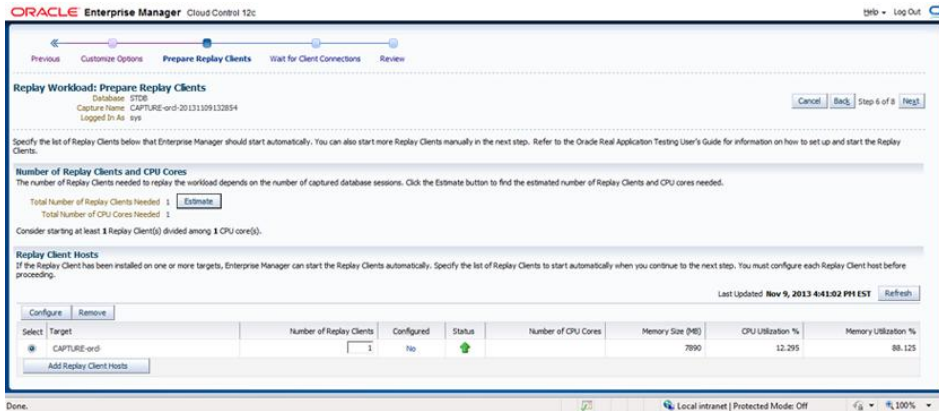 ORACLE Enterprise Manager Cloud Control 12c
Help Log Out
Previous Customize Options Prepare Replay Clients Wait for Client Connections Review
Replay Workload: Prepare Replay Clients
Database STDB
Capture Name CAPTURE-orcl-20131109132854
Logged In As sys
Cancel Back Step 6 of 8 Next
Specify the list of Replay Clients below that Enterprise Manager should start automatically. You can also start more Replay Clients manually in the next step. Refer to the Oracle Real Application Testing User's Guide for information on how to set up and start the Replay
Clients.
Number of Replay Clients and CPU Cores
The number of Replay Clients needed to replay the workload depends on the number of captured database sessions. Click the Estimate button to find the estimated number of Replay Clients and CPU cores needed.
Total Number of Replay Clients Needed 1 Estimate
Total Number of CPU Cores Needed 1
Consider starting at least 1 Replay Client(s) divided among 1 CPU core(s).
Replay Client Hosts
If the Replay Client has been installed on one or more targets, Enterprise Manager can start the Replay Clients automatically. Specify the list of Replay Clients to start automatically when you continue to the next step. You must configure each Replay Client host before
proceeding.
Last Updated Nov 9, 2013 4:41:02 PM EST Refresh
Configure Remove
Select Target Number of Replay Clients Configured Status Number of CPU Cores Memory Size (MB) CPU Utilization % Memory Utilization %
CAPTURE-orcl- 1 No 7890 12.295 88.125
Add Replay Client Hosts
Done. Local intranet | Protected Mode: Off 100%